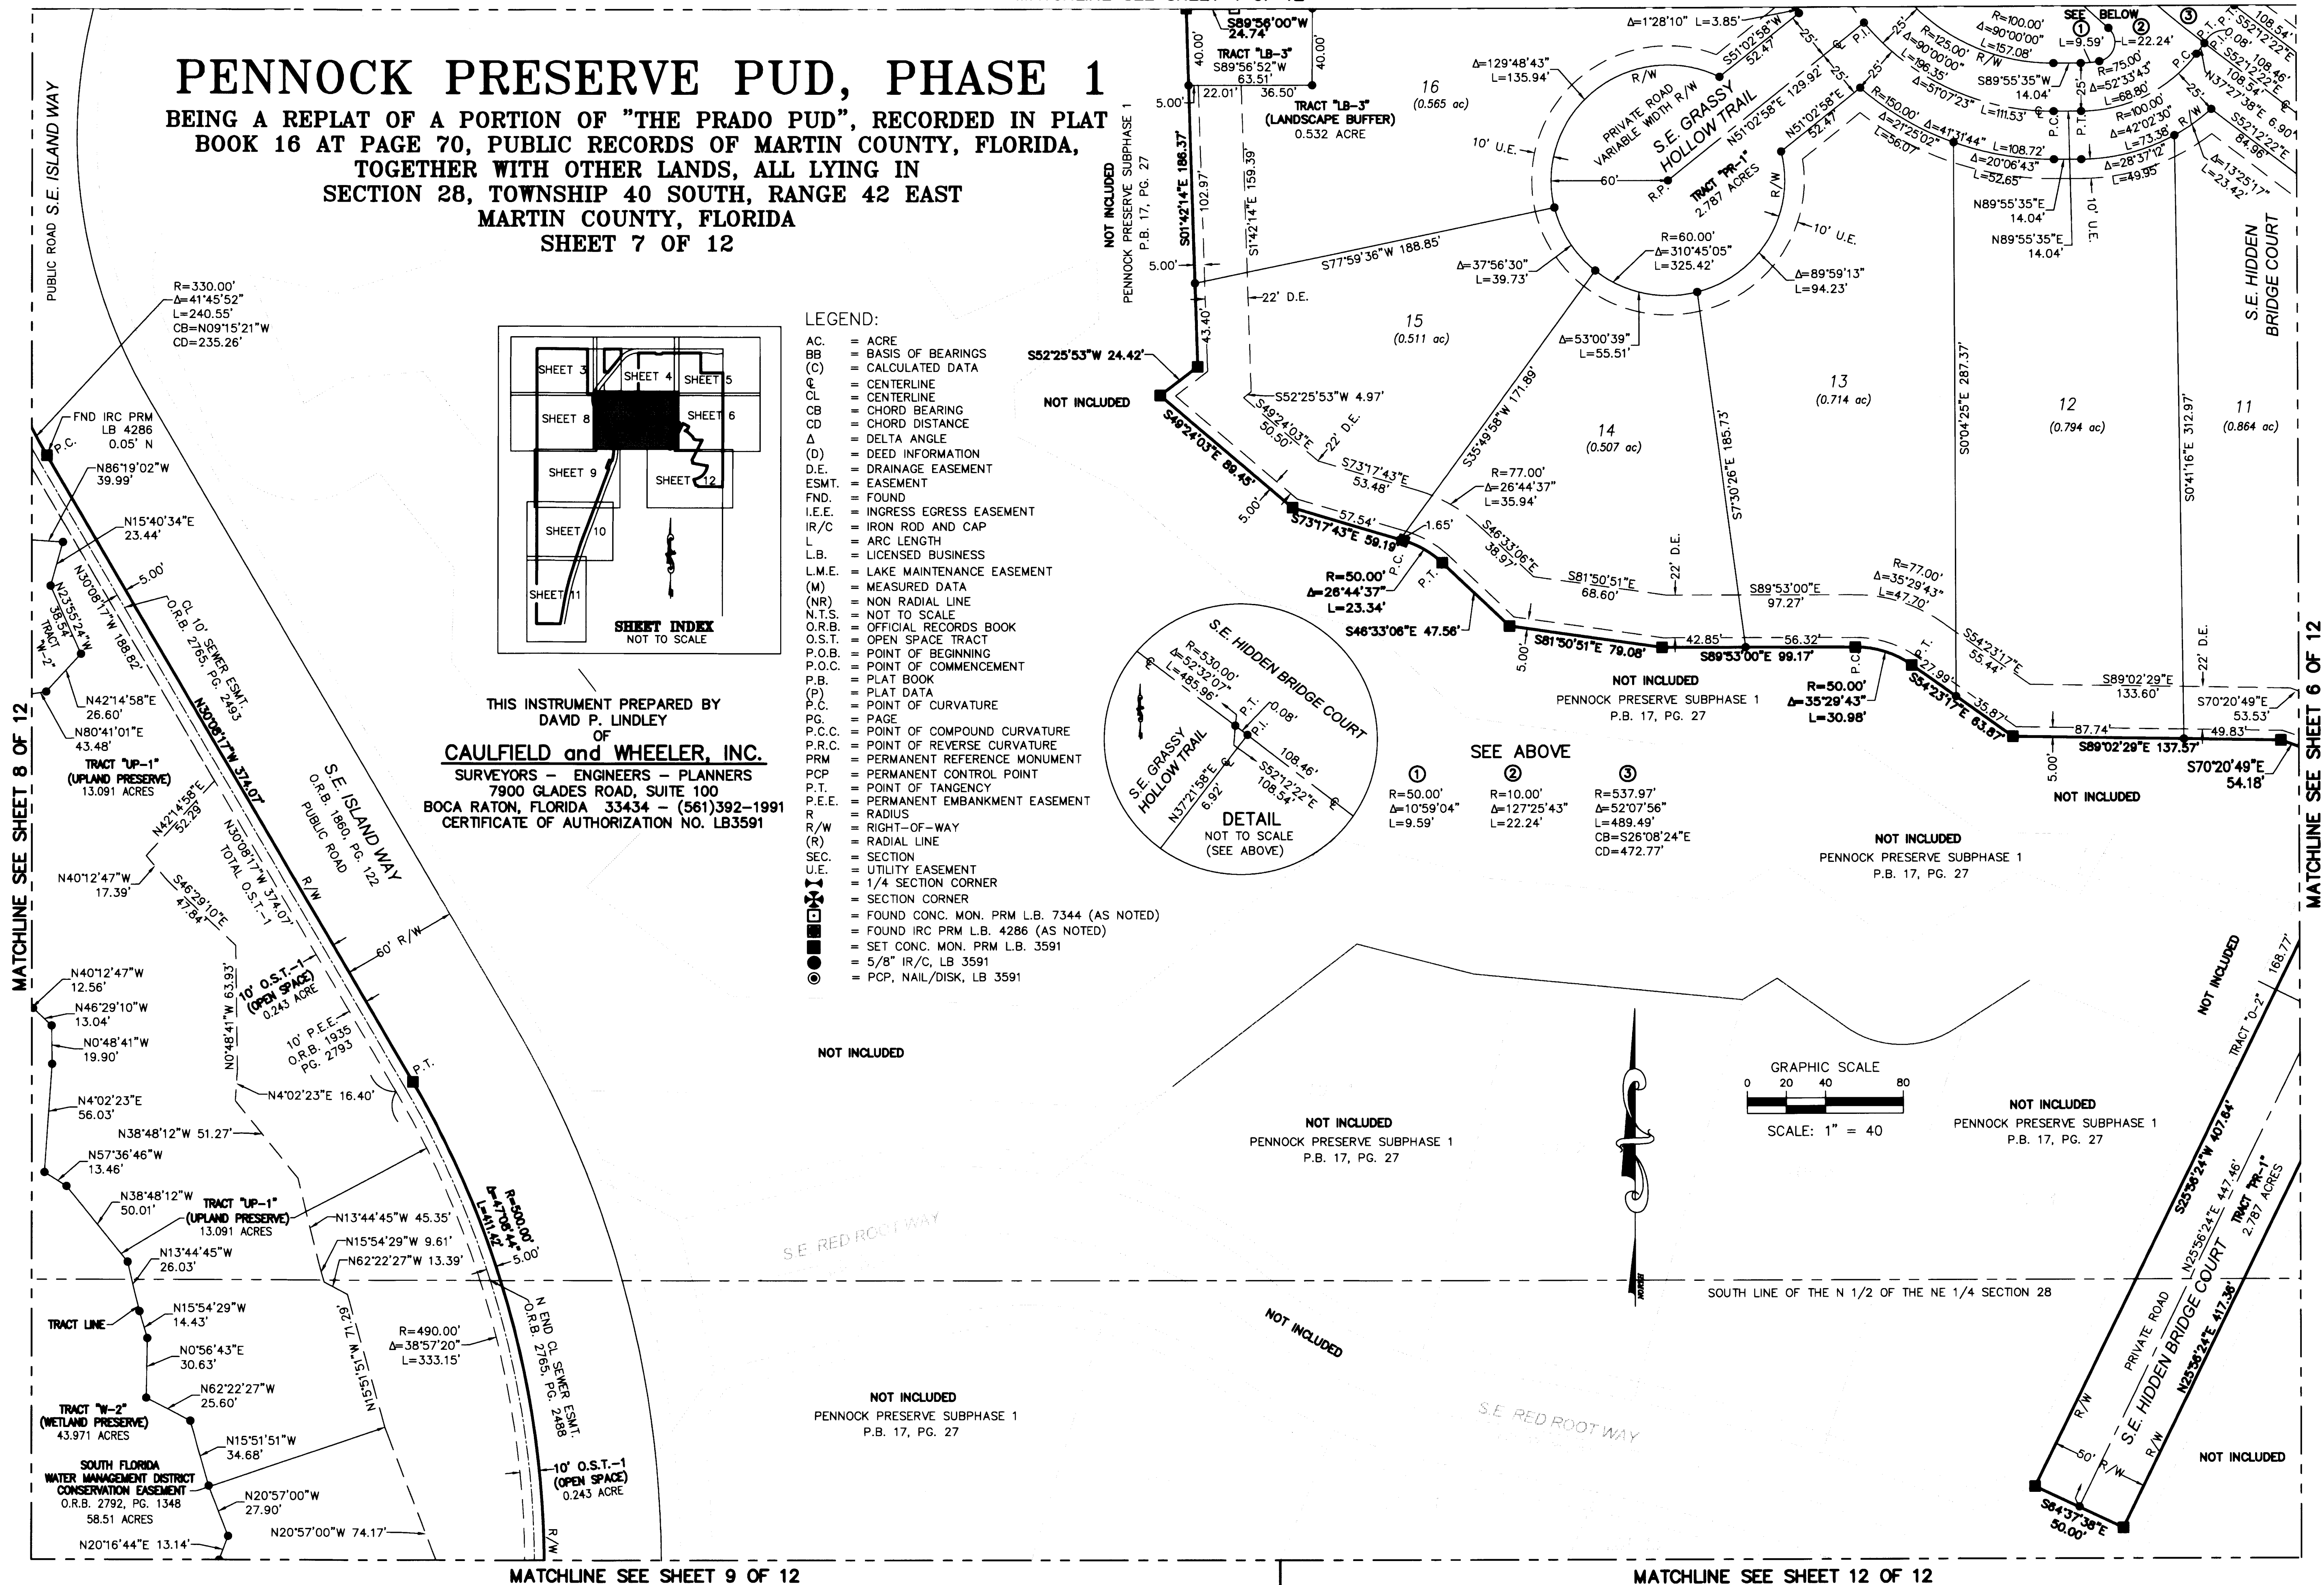 PENNOCK PRESERVE PUD, PHASE 1
BEING A REPLAT OF A PORTION OF "THE PRADO PUD", RECORDED IN PLAT
BOOK 16 AT PAGE 70, PUBLIC RECORDS OF MARTIN COUNTY, FLORIDA,
TOGETHER WITH OTHER LANDS, ALL LYING IN
SECTION 28, TOWNSHIP 40 SOUTH, RANGE 42 EAST
MARTIN COUNTY, FLORIDA
SHEET 7 OF 12
PUBLIC ROAD S.E. ISLAND WAY
R=330.00'
Δ=41°45'52"
L=240.55'
CB=N09°15'21"W
CD=235.26'
FND IRC PRM
LB 4286
0.05' N
P.C.
N86°19'02"W
39.99'
N15°40'34"E
23.44'
5.00'
CL 10' SEWER ESMT.
O.R.B. 2765, PG. 2493
N30°08'17"W 188.82'
N23°55'24"W
38.54'
TRACT
"W-2"
N42°14'58"E
26.60'
N80°41'01"E
43.48'
TRACT "UP-1"
(UPLAND PRESERVE)
13.091 ACRES
N30°08'17"W 374.07'
S.E. ISLAND WAY
O.R.B. 1860, PG. 122
PUBLIC ROAD
N42°14'58"E
52.29'
N30°08'17"W 374.07'
TOTAL O.S.T.-1
R/W
N40°12'47"W
17.39'
S46°29'10"E
47.84'
60' R/W
N0°48'41"W 63.93'
10' O.S.T.-1
(OPEN SPACE)
0.243 ACRE
10' P.E.E.
O.R.B. 1935
PG. 2793
N40°12'47"W
12.56'
N46°29'10"W
13.04'
N0°48'41"W
19.90'
P.T.
N4°02'23"E 16.40'
N4°02'23"E
56.03'
N38°48'12"W 51.27'
N57°36'46"W
13.46'
N38°48'12"W
50.01'
TRACT "UP-1"
(UPLAND PRESERVE)
13.091 ACRES
R=500.00'
Δ=47°08'44"
L=411.42'
5.00'
N13°44'45"W 45.35'
N15°54'29"W 9.61'
N62°22'27"W 13.39'
N13°44'45"W
26.03'
TRACT LINE
N15°54'29"W
14.43'
N0°56'43"E
30.63'
N15°51'51"W 71.29'
R=490.00'
Δ=38°57'20"
L=333.15'
N END CL SEWER ESMT.
O.R.B. 2765, PG. 2488
N62°22'27"W
25.60'
TRACT "W-2"
(WETLAND PRESERVE)
43.971 ACRES
N15°51'51"W
34.68'
SOUTH FLORIDA
WATER MANAGEMENT DISTRICT
CONSERVATION EASEMENT
O.R.B. 2792, PG. 1348
58.51 ACRES
10' O.S.T.-1
(OPEN SPACE)
0.243 ACRE
N20°57'00"W
27.90'
N20°57'00"W 74.17'
N20°16'44"E 13.14'
R/W
MATCHLINE SEE SHEET 8 OF 12
SHEET 3
SHEET 4
SHEET 5
SHEET 8
SHEET 6
SHEET 9
SHEET 12
SHEET 10
SHEET 11
SHEET INDEX
NOT TO SCALE
THIS INSTRUMENT PREPARED BY
DAVID P. LINDLEY
OF
CAULFIELD and WHEELER, INC.
SURVEYORS - ENGINEERS - PLANNERS
7900 GLADES ROAD, SUITE 100
BOCA RATON, FLORIDA 33434 - (561)392-1991
CERTIFICATE OF AUTHORIZATION NO. LB3591
LEGEND:
AC. = ACRE
BB = BASIS OF BEARINGS
(C) = CALCULATED DATA
℄ = CENTERLINE
CL = CENTERLINE
CB = CHORD BEARING
CD = CHORD DISTANCE
Δ = DELTA ANGLE
(D) = DEED INFORMATION
D.E. = DRAINAGE EASEMENT
ESMT. = EASEMENT
FND. = FOUND
I.E.E. = INGRESS EGRESS EASEMENT
IR/C = IRON ROD AND CAP
L = ARC LENGTH
L.B. = LICENSED BUSINESS
L.M.E. = LAKE MAINTENANCE EASEMENT
(M) = MEASURED DATA
(NR) = NON RADIAL LINE
N.T.S. = NOT TO SCALE
O.R.B. = OFFICIAL RECORDS BOOK
O.S.T. = OPEN SPACE TRACT
P.O.B. = POINT OF BEGINNING
P.O.C. = POINT OF COMMENCEMENT
P.B. = PLAT BOOK
(P) = PLAT DATA
P.C. = POINT OF CURVATURE
PG. = PAGE
P.C.C. = POINT OF COMPOUND CURVATURE
P.R.C. = POINT OF REVERSE CURVATURE
PRM = PERMANENT REFERENCE MONUMENT
PCP = PERMANENT CONTROL POINT
P.T. = POINT OF TANGENCY
P.E.E. = PERMANENT EMBANKMENT EASEMENT
R = RADIUS
R/W = RIGHT-OF-WAY
(R) = RADIAL LINE
SEC. = SECTION
U.E. = UTILITY EASEMENT
= 1/4 SECTION CORNER
= SECTION CORNER
= FOUND CONC. MON. PRM L.B. 7344 (AS NOTED)
= FOUND IRC PRM L.B. 4286 (AS NOTED)
= SET CONC. MON. PRM L.B. 3591
= 5/8" IR/C, LB 3591
= PCP, NAIL/DISK, LB 3591
S89°56'00"W
24.74'
40.00'
TRACT "LB-3"
S89°56'52"W
63.51'
40.00'
5.00'
22.01'
36.50'
TRACT "LB-3"
(LANDSCAPE BUFFER)
0.532 ACRE
NOT INCLUDED
PENNOCK PRESERVE SUBPHASE 1
P.B. 17, PG. 27
S01°42'14"E 186.37'
102.97'
S1°42'14"E 159.39'
5.00'
43.40'
22' D.E.
S77°59'36"W 188.85'
16
(0.565 ac)
Δ=1°28'10" L=3.85'
Δ=129°48'43"
L=135.94'
10' U.E.
R/W
S51°02'58"W
52.47'
25'
PRIVATE ROAD
VARIABLE WIDTH R/W
S.E. GRASSY
HOLLOW TRAIL
N51°02'58"E 129.92'
60'
R.P.
TRACT "PR-1"
2.787 ACRES
N51°02'58"E
52.47'
R/W
R=60.00'
Δ=310°45'05"
L=325.42'
10' U.E.
Δ=37°56'30"
L=39.73'
Δ=89°59'13"
L=94.23'
Δ=53°00'39"
L=55.51'
℄ P.I.
25'
25'
25'
R=125.00'
Δ=90°00'00"
L=196.35'
R=100.00'
Δ=90°00'00"
L=157.08'
R/W
SEE BELOW
①
②
③
L=9.59'
L=22.24'
R=75.00'
Δ=52°33'43"
L=68.80'
R=100.00'
Δ=42°02'30"
L=73.38'
S89°55'35"W
14.04'
Δ=51°07'23"
L=111.53'
℄
P.C.
P.T.
25'
R=150.00'
Δ=41°31'44"
L=108.72'
Δ=21°25'02"
L=56.07'
Δ=20°06'43"
L=52.65'
Δ=28°37'12"
L=49.95'
N89°55'35"E
14.04'
N89°55'35"E
14.04'
10' U.E.
Δ=13°25'17"
L=23.42'
P.C.
P.T.
P.I.
0.08'
108.54'
S52°12'22"E
108.46'
S52°12'22"E
108.54'
N37°27'38"E 6.90'
25'
R/W
S52°12'22"E
84.96'
S.E. HIDDEN
BRIDGE COURT
15
(0.511 ac)
14
(0.507 ac)
13
(0.714 ac)
12
(0.794 ac)
11
(0.864 ac)
S52°25'53"W 24.42'
NOT INCLUDED
S49°24'03"E 89.45'
5.00'
S52°25'53"W 4.97'
S49°24'03"E
50.50'
22' D.E.
S73°17'43"E
53.48'
S35°49'58"W 171.89'
R=77.00'
Δ=26°44'37"
L=35.94'
57.54'
S73°17'43"E 59.19'
1.65'
P.C.
P.T.
S46°33'06"E
38.97'
R=50.00'
Δ=26°44'37"
L=23.34'
S46°33'06"E 47.56'
S7°30'26"E 185.73'
S0°04'25"E 287.37'
S0°41'16"E 312.97'
S81°50'51"E
68.60'
22' D.E.
S89°53'00"E
97.27'
R=77.00'
Δ=35°29'43"
L=47.70'
5.00'
S81°50'51"E 79.08'
42.85'
56.32'
S89°53'00"E 99.17'
P.C.
P.T.
27.99'
S54°23'17"E
55.44'
S54°23'17"E 63.87'
35.87'
R=50.00'
Δ=35°29'43"
L=30.98'
NOT INCLUDED
PENNOCK PRESERVE SUBPHASE 1
P.B. 17, PG. 27
22' D.E.
S89°02'29"E
133.60'
S70°20'49"E
53.53'
87.74'
49.83'
S89°02'29"E 137.57'
5.00'
S70°20'49"E
54.18'
NOT INCLUDED
S.E. HIDDEN BRIDGE COURT
R=530.00'
Δ=52°32'07"
L=485.96'
℄
P.T.
P.I.
0.08'
S.E. GRASSY
HOLLOW TRAIL
N37°21'58"E
6.92'
℄
108.46'
S52°12'22"E
108.54'
℄
DETAIL
NOT TO SCALE
(SEE ABOVE)
SEE ABOVE
①
R=50.00'
Δ=10°59'04"
L=9.59'
②
R=10.00'
Δ=127°25'43"
L=22.24'
③
R=537.97'
Δ=52°07'56"
L=489.49'
CB=S26°08'24"E
CD=472.77'
NOT INCLUDED
PENNOCK PRESERVE SUBPHASE 1
P.B. 17, PG. 27
MATCHLINE SEE SHEET 6 OF 12
NOT INCLUDED
NOT INCLUDED
PENNOCK PRESERVE SUBPHASE 1
P.B. 17, PG. 27
GRAPHIC SCALE
0 20 40 80
SCALE: 1" = 40
NOT INCLUDED
PENNOCK PRESERVE SUBPHASE 1
P.B. 17, PG. 27
NOT INCLUDED
168.77'
TRACT "O-2"
S25°56'24"W 407.64'
N25°56'24"E 447.46'
TRACT "PR-1"
2.787 ACRES
S.E. RED ROOT WAY
SOUTH LINE OF THE N 1/2 OF THE NE 1/4 SECTION 28
NOT INCLUDED
PRIVATE ROAD
S.E. HIDDEN BRIDGE COURT
N25°56'24"E 417.36'
R/W
R/W
50' R/W
S64°37'38"E
50.00'
NOT INCLUDED
NOT INCLUDED
PENNOCK PRESERVE SUBPHASE 1
P.B. 17, PG. 27
S.E. RED ROOT WAY
MATCHLINE SEE SHEET 9 OF 12
MATCHLINE SEE SHEET 12 OF 12